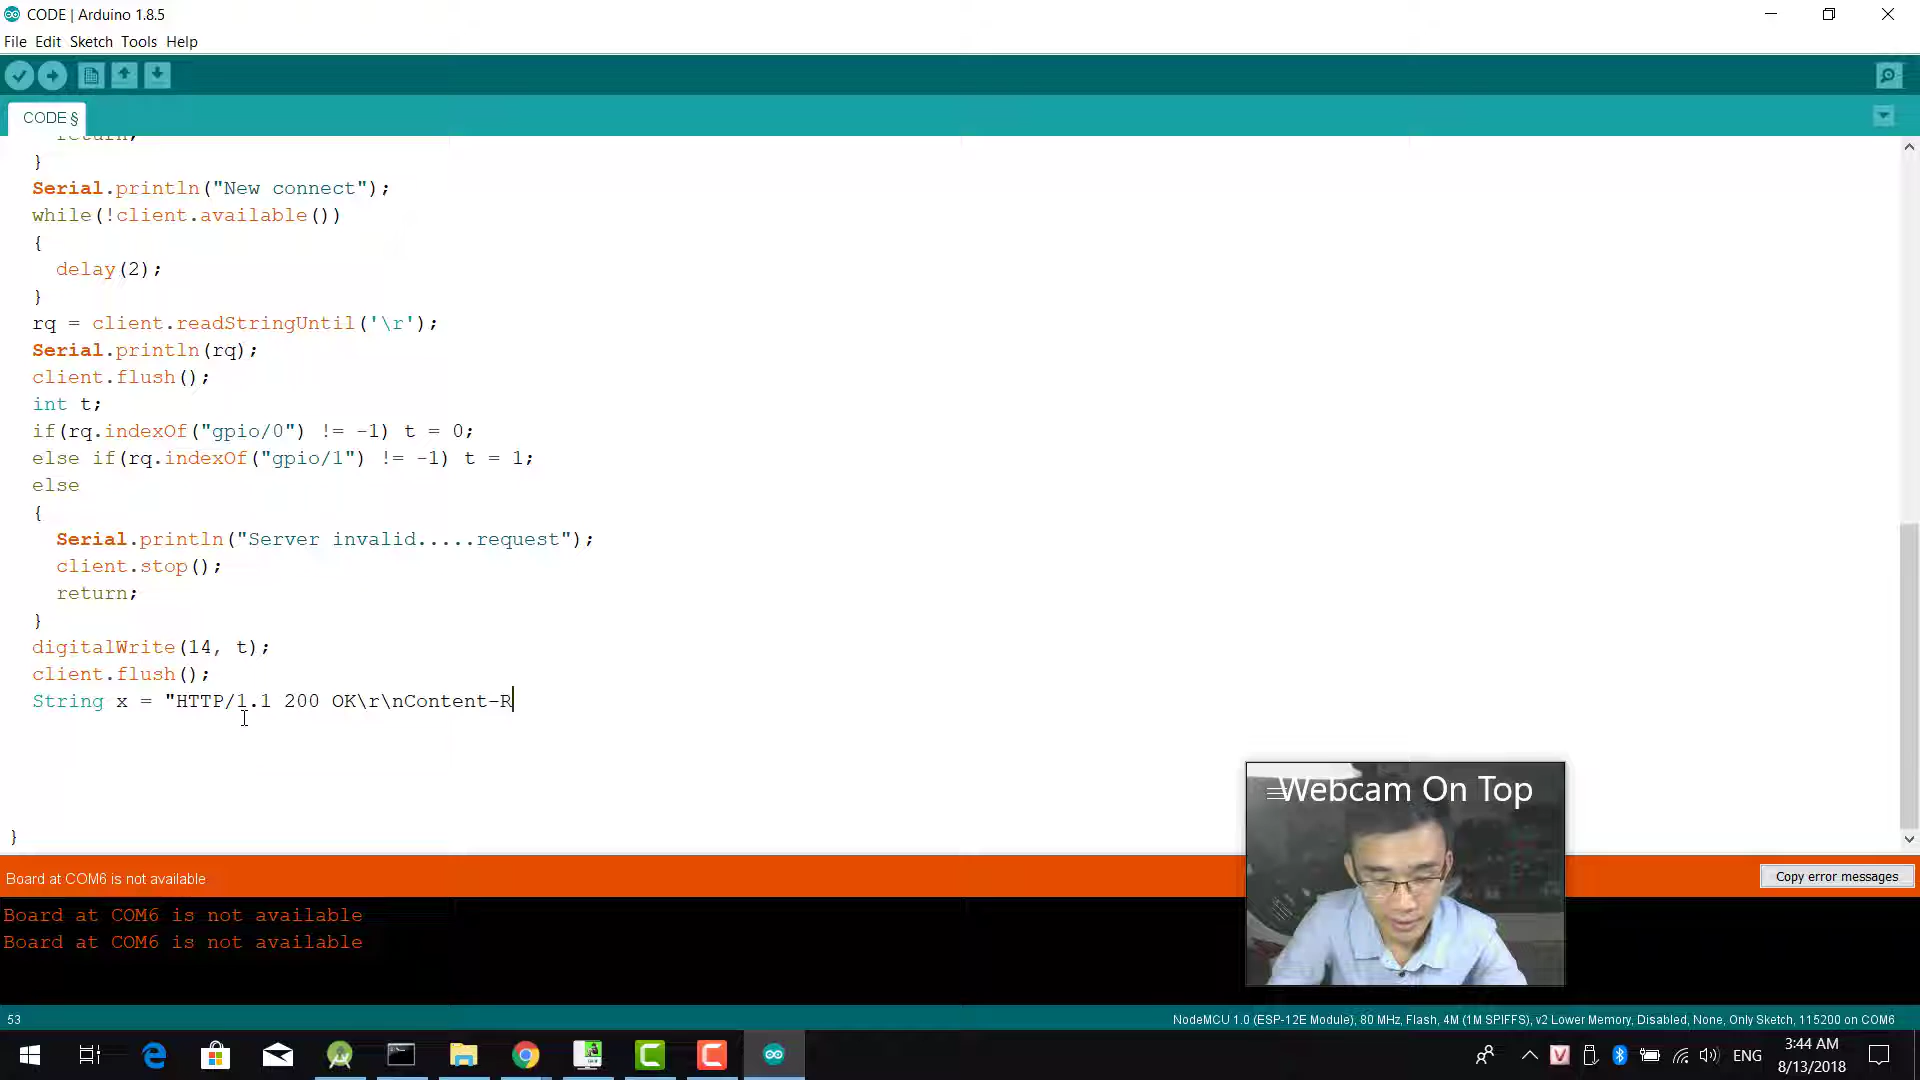 CODE | Arduino 1.8.5
File Edit Sketch Tools Help
CODE §
return;
}
Serial.println("New connect");
while(!client.available())
{
delay(2);
}
rq = client.readStringUntil('\r');
Serial.println(rq);
client.flush();
int t;
if(rq.indexOf("gpio/0") != -1) t = 0;
else if(rq.indexOf("gpio/1") != -1) t = 1;
else
{
Serial.println("Server invalid.....request");
client.stop();
return;
}
digitalWrite(14, t);
client.flush();
String x = "HTTP/1.1 200 OK\r\nContent-R
}
Webcam On Top
Board at COM6 is not available
Copy error messages
Board at COM6 is not available
Board at COM6 is not available
53
NodeMCU 1.0 (ESP-12E Module), 80 MHz, Flash, 4M (1M SPIFFS), v2 Lower Memory, Disabled, None, Only Sketch, 115200 on COM6
ENG
3:44 AM
8/13/2018